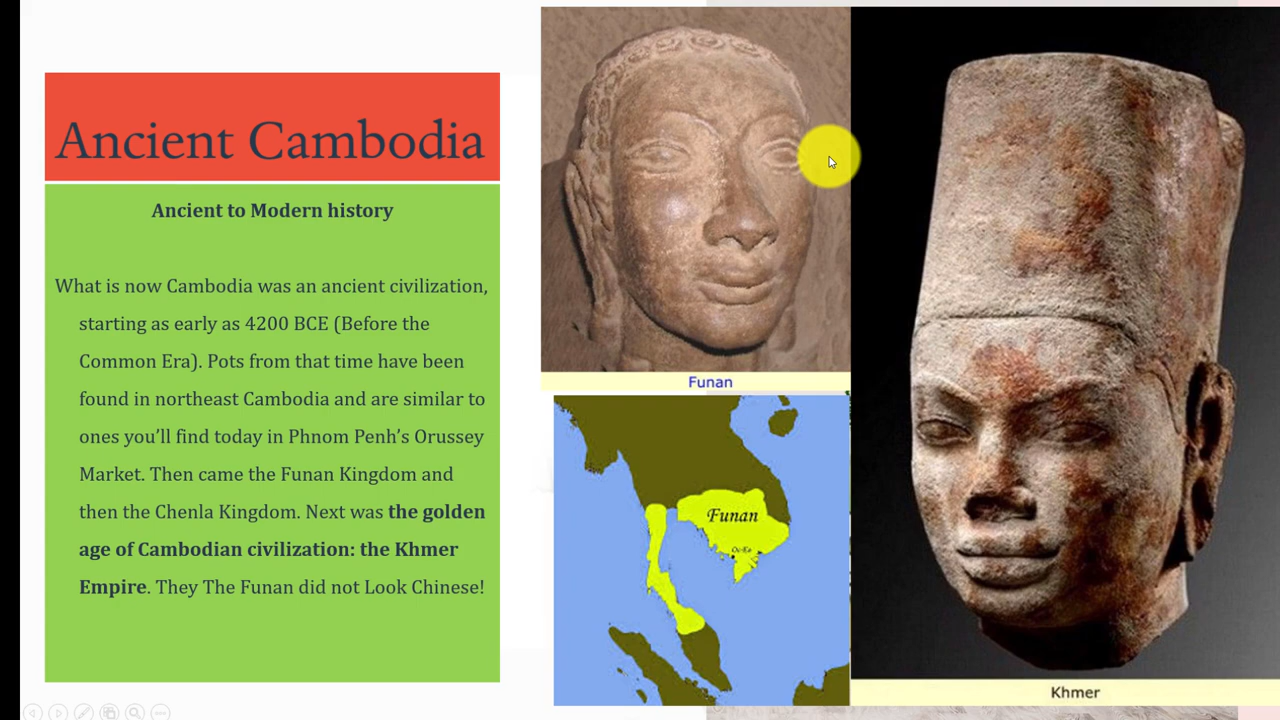 Ancient Cambodia
Ancient to Modern history
What is now Cambodia was an ancient civilization,
starting as early as 4200 BCE (Before the
Common Era). Pots from that time have been
found in northeast Cambodia and are similar to
ones you’ll find today in Phnom Penh’s Orussey
Market. Then came the Funan Kingdom and
then the Chenla Kingdom. Next was the golden
age of Cambodian civilization: the Khmer
Empire. They The Funan did not Look Chinese!
Funan
Funan
Oc-Eo
Khmer